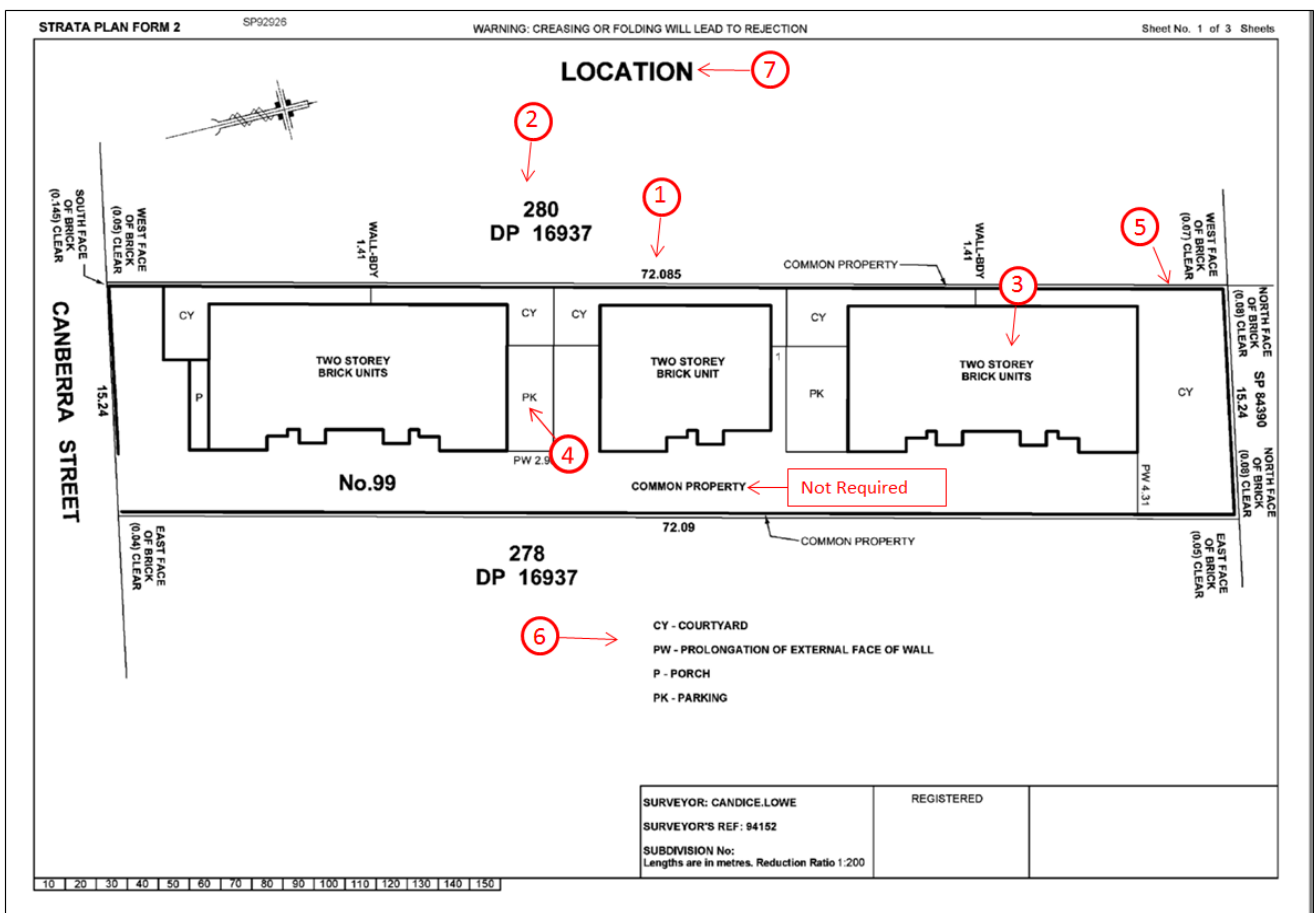 STRATA PLAN FORM 2
SP92926
WARNING: CREASING OR FOLDING WILL LEAD TO REJECTION
Sheet No. 1 of 3 Sheets
LOCATION
7
2
280
DP 16937
1
72.085
SOUTH FACE
OF BRICK
(0.145) CLEAR
WEST FACE
OF BRICK
(0.05) CLEAR
WALL-BDY
1.41
COMMON PROPERTY
WALL-BDY
1.41
3
5
WEST FACE
OF BRICK
(0.07) CLEAR
NORTH FACE
OF BRICK
(0.08) CLEAR
CANBERRA STREET
15.24
CY
P
TWO STOREY
BRICK UNITS
CY
CY
PK
4
PW 2.9
TWO STOREY
BRICK UNIT
1
CY
PK
TWO STOREY
BRICK UNITS
CY
SP 84390
15.24
NORTH FACE
OF BRICK
(0.08) CLEAR
No.99
COMMON PROPERTY
Not Required
PW 4.31
72.09
COMMON PROPERTY
EAST FACE
OF BRICK
(0.04) CLEAR
EAST FACE
OF BRICK
(0.05) CLEAR
278
DP 16937
6
CY - COURTYARD
PW - PROLONGATION OF EXTERNAL FACE OF WALL
P - PORCH
PK - PARKING
SURVEYOR: CANDICE.LOWE
SURVEYOR'S REF: 94152
SUBDIVISION No:
Lengths are in metres. Reduction Ratio 1:200
REGISTERED
10 20 30 40 50 60 70 80 90 100 110 120 130 140 150